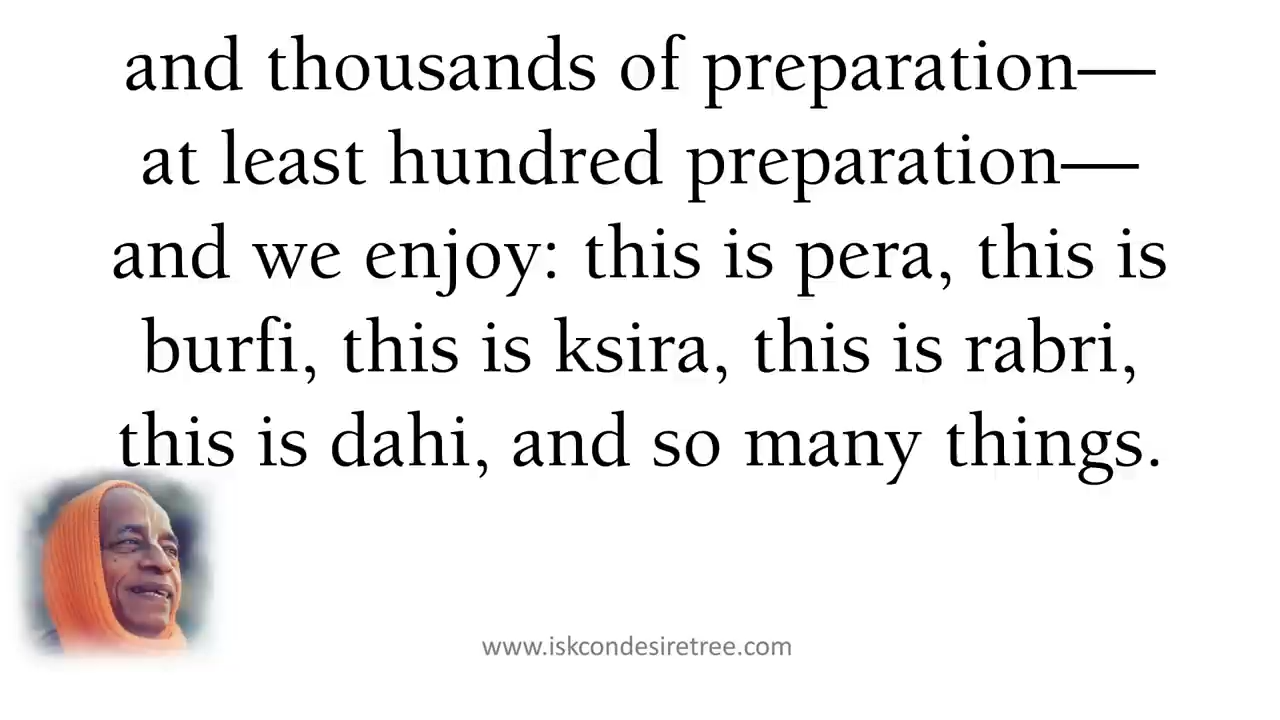 and thousands of preparation—
at least hundred preparation—
and we enjoy: this is pera, this is
burfi, this is ksira, this is rabri,
this is dahi, and so many things.
www.iskcondesiretree.com